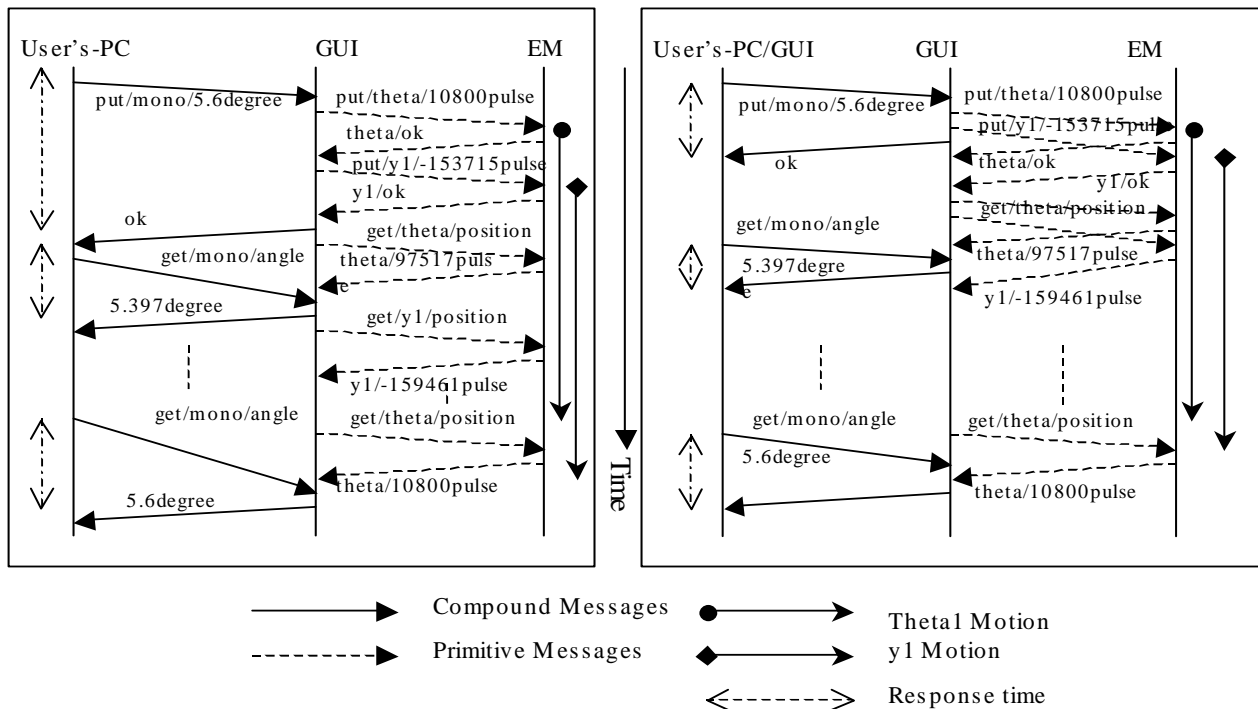 User's-PC GUI EM
put/mono/5.6degree
put/theta/10800pulse
theta/ok
put/y1/-153715pulse
y1/ok
ok
get/theta/position
get/mono/angle
theta/97517puls
e
5.397degree
get/y1/position
y1/-159461pulse
get/mono/angle
get/theta/position
theta/10800pulse
5.6degree
Time
User's-PC/GUI GUI EM
put/mono/5.6degree
put/theta/10800pulse
put/y1/-153715pulse
ok
theta/ok
y1/ok
get/theta/position
get/mono/angle
theta/97517pulse
5.397degre
e
y1/-159461pulse
get/mono/angle
get/theta/position
5.6degree
theta/10800pulse
Compound Messages
Primitive Messages
Theta1 Motion
y1 Motion
Response time